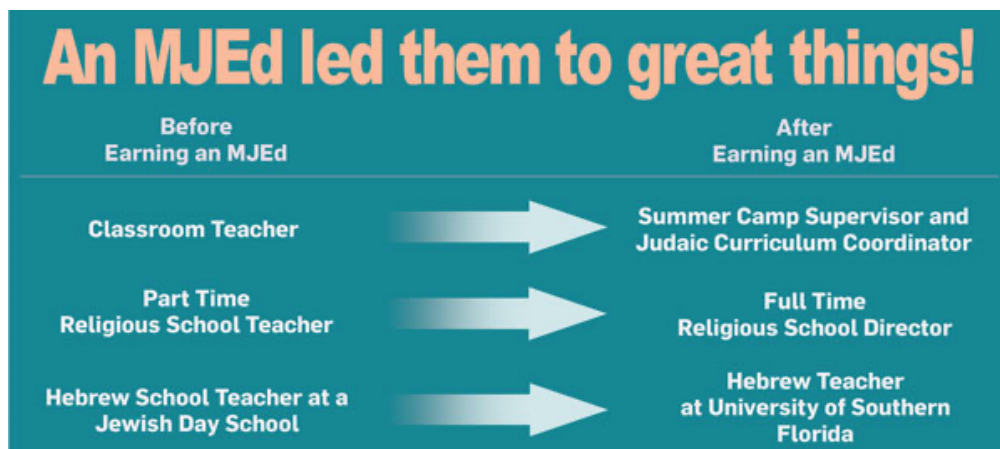 An MJEd led them to great things!
Before
Earning an MJEd
After
Earning an MJEd
Classroom Teacher
Summer Camp Supervisor and
Judaic Curriculum Coordinator
Part Time
Religious School Teacher
Full Time
Religious School Director
Hebrew School Teacher at a
Jewish Day School
Hebrew Teacher
at University of Southern
Florida